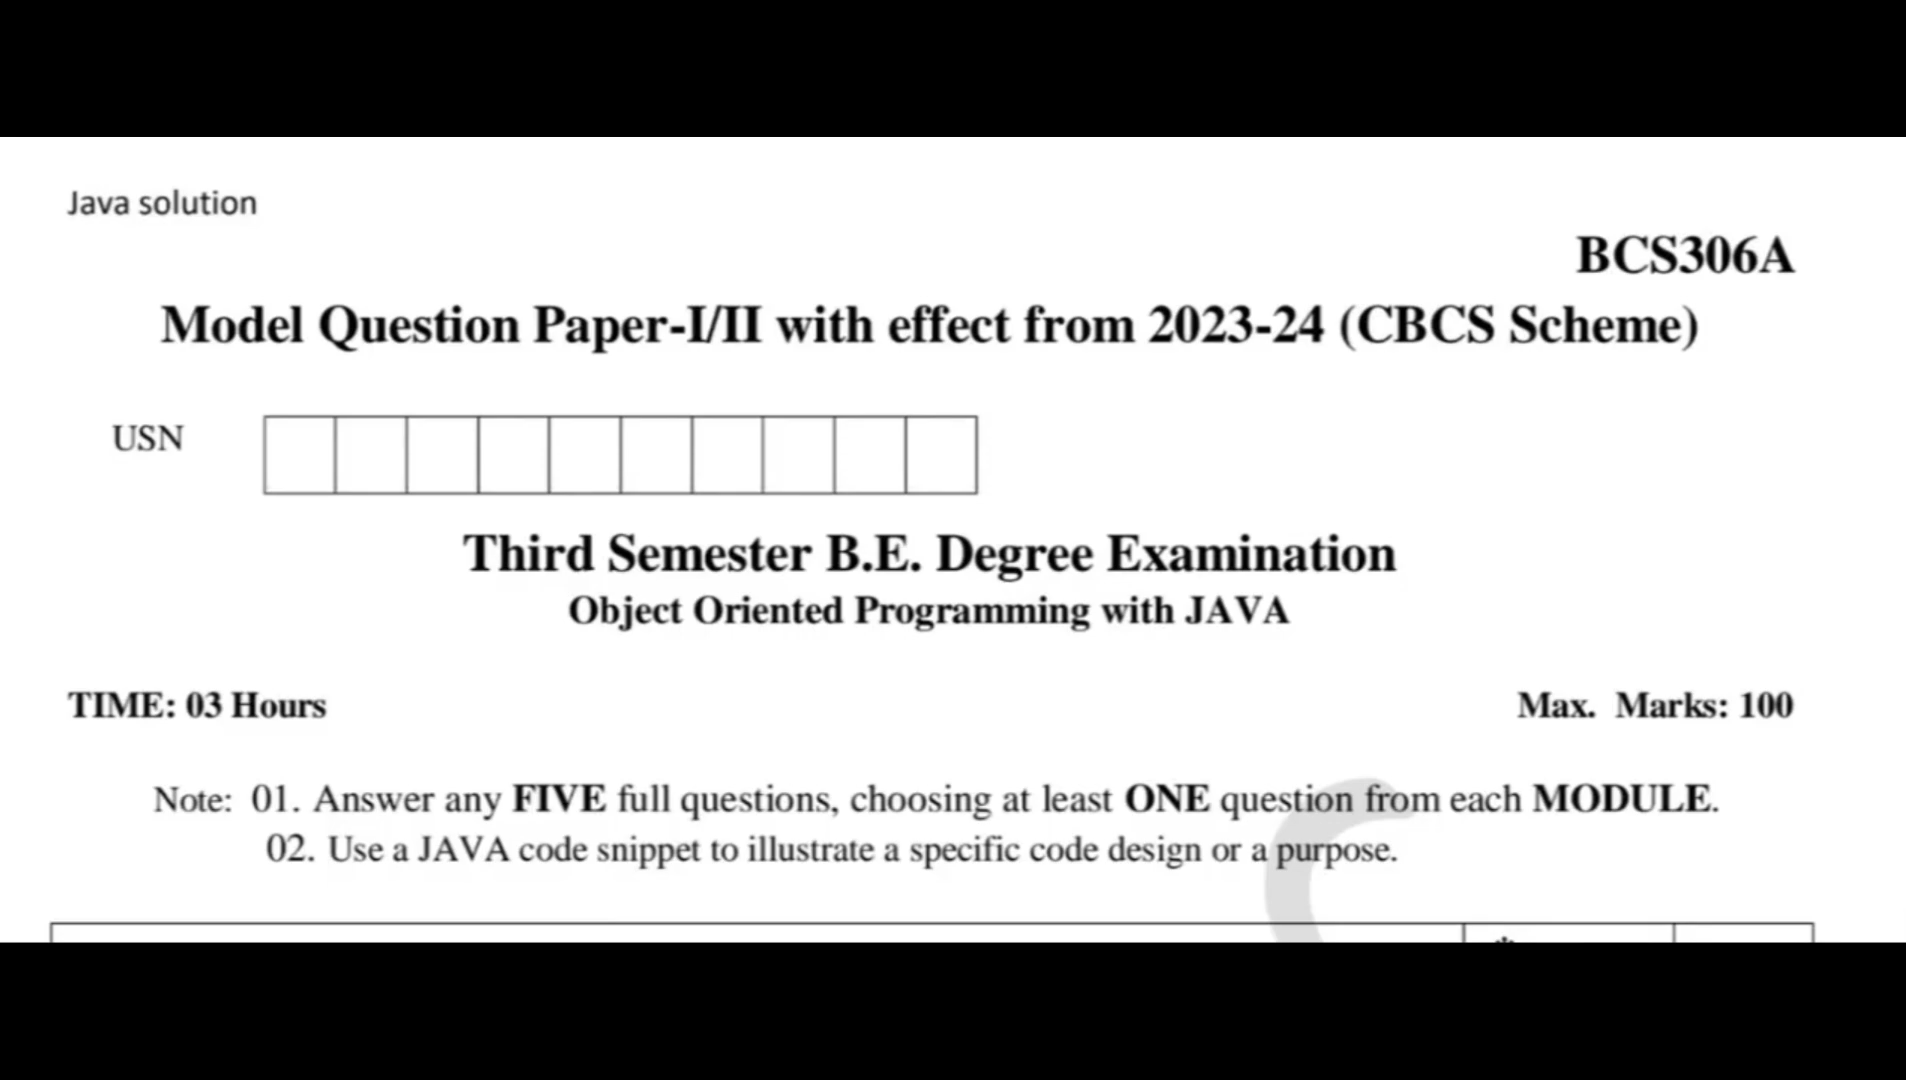 Java solution
BCS306A
Model Question Paper-I/II with effect from 2023-24 (CBCS Scheme)
USN
Third Semester B.E. Degree Examination
Object Oriented Programming with JAVA
TIME: 03 Hours Max. Marks: 100
Note: 01. Answer any FIVE full questions, choosing at least ONE question from each MODULE.
02. Use a JAVA code snippet to illustrate a specific code design or a purpose.